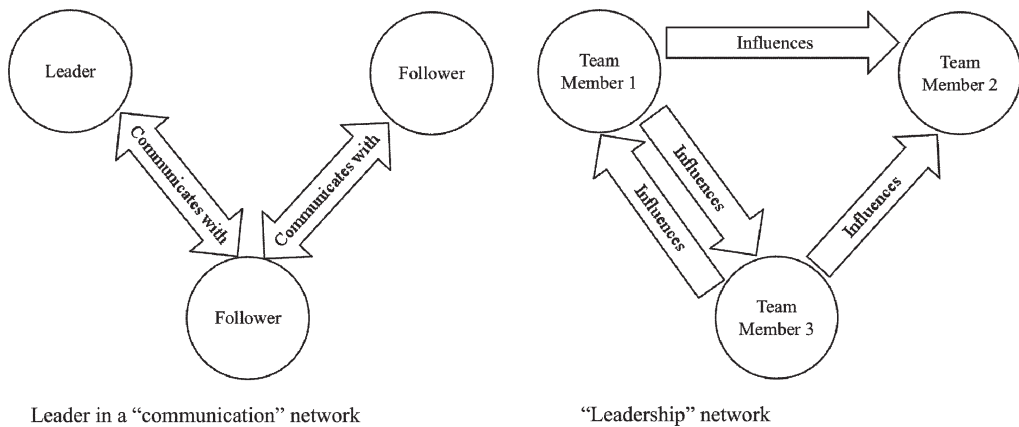 Leader
Follower
Communicates with
Communicates with
Follower
Leader in a “communication” network
Team
Member 1
Influences
Team
Member 2
Influences
Influences
Influences
Team
Member 3
“Leadership” network